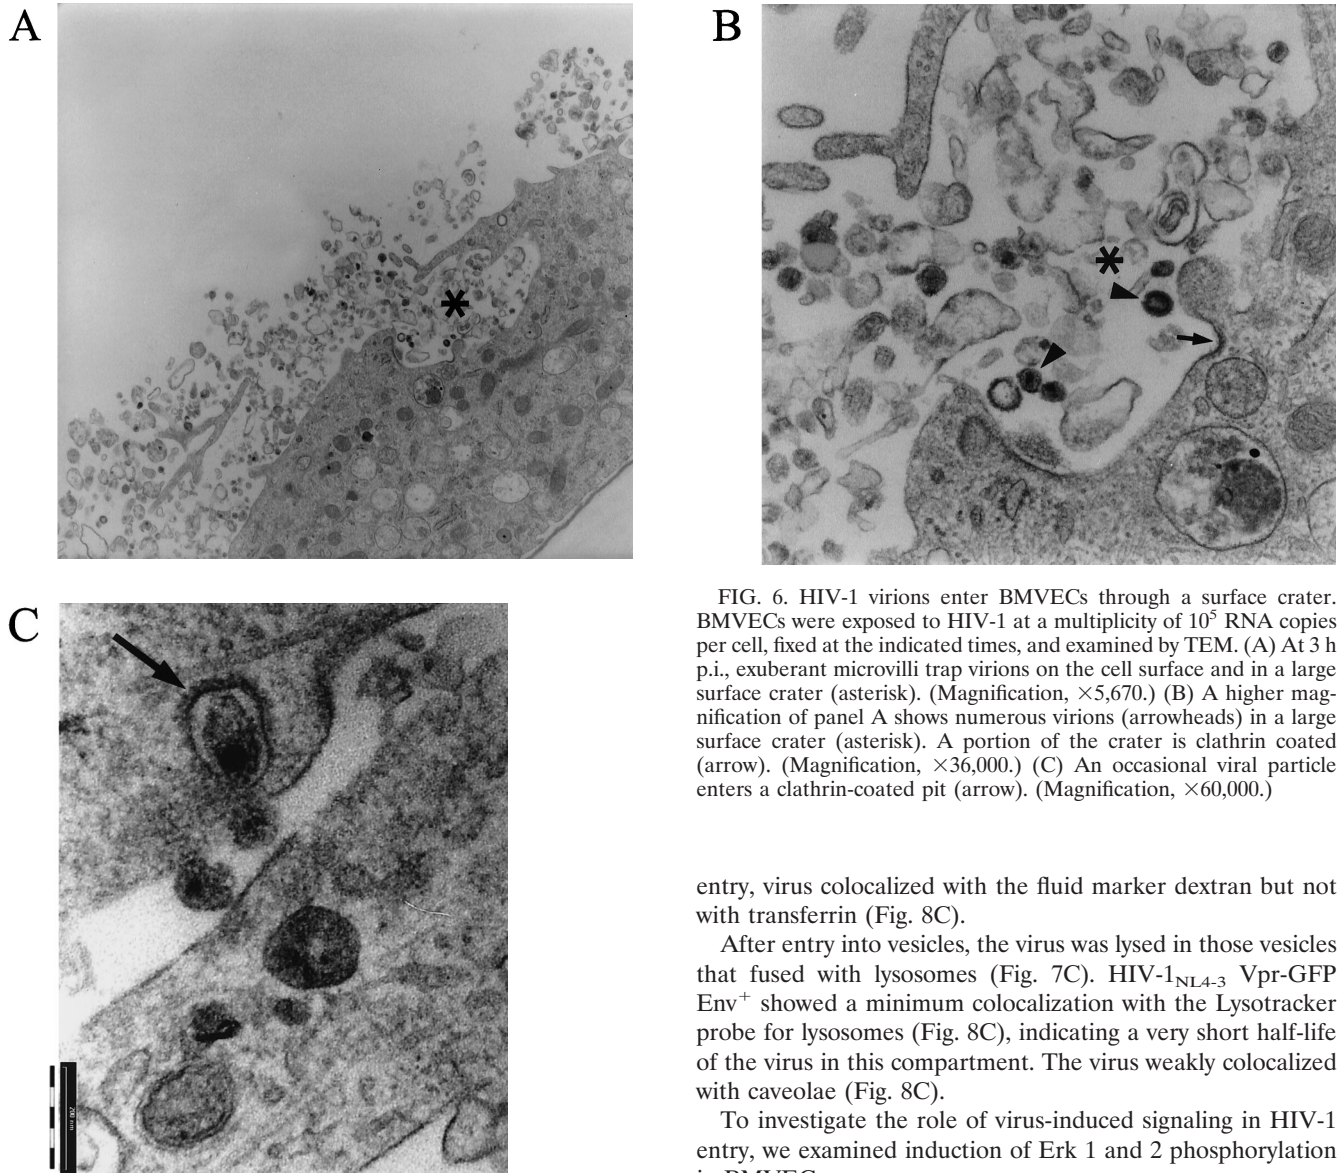 A
B
C
200 nm
FIG. 6. HIV-1 virions enter BMVECs through a surface crater.
BMVECs were exposed to HIV-1 at a multiplicity of 10⁵ RNA copies
per cell, fixed at the indicated times, and examined by TEM. (A) At 3 h
p.i., exuberant microvilli trap virions on the cell surface and in a large
surface crater (asterisk). (Magnification, ×5,670.) (B) A higher mag-
nification of panel A shows numerous virions (arrowheads) in a large
surface crater (asterisk). A portion of the crater is clathrin coated
(arrow). (Magnification, ×36,000.) (C) An occasional viral particle
enters a clathrin-coated pit (arrow). (Magnification, ×60,000.)
entry, virus colocalized with the fluid marker dextran but not
with transferrin (Fig. 8C).
After entry into vesicles, the virus was lysed in those vesicles
that fused with lysosomes (Fig. 7C). HIV-1NL4-3 Vpr-GFP
Env⁺ showed a minimum colocalization with the Lysotracker
probe for lysosomes (Fig. 8C), indicating a very short half-life
of the virus in this compartment. The virus weakly colocalized
with caveolae (Fig. 8C).
To investigate the role of virus-induced signaling in HIV-1
entry, we examined induction of Erk 1 and 2 phosphorylation